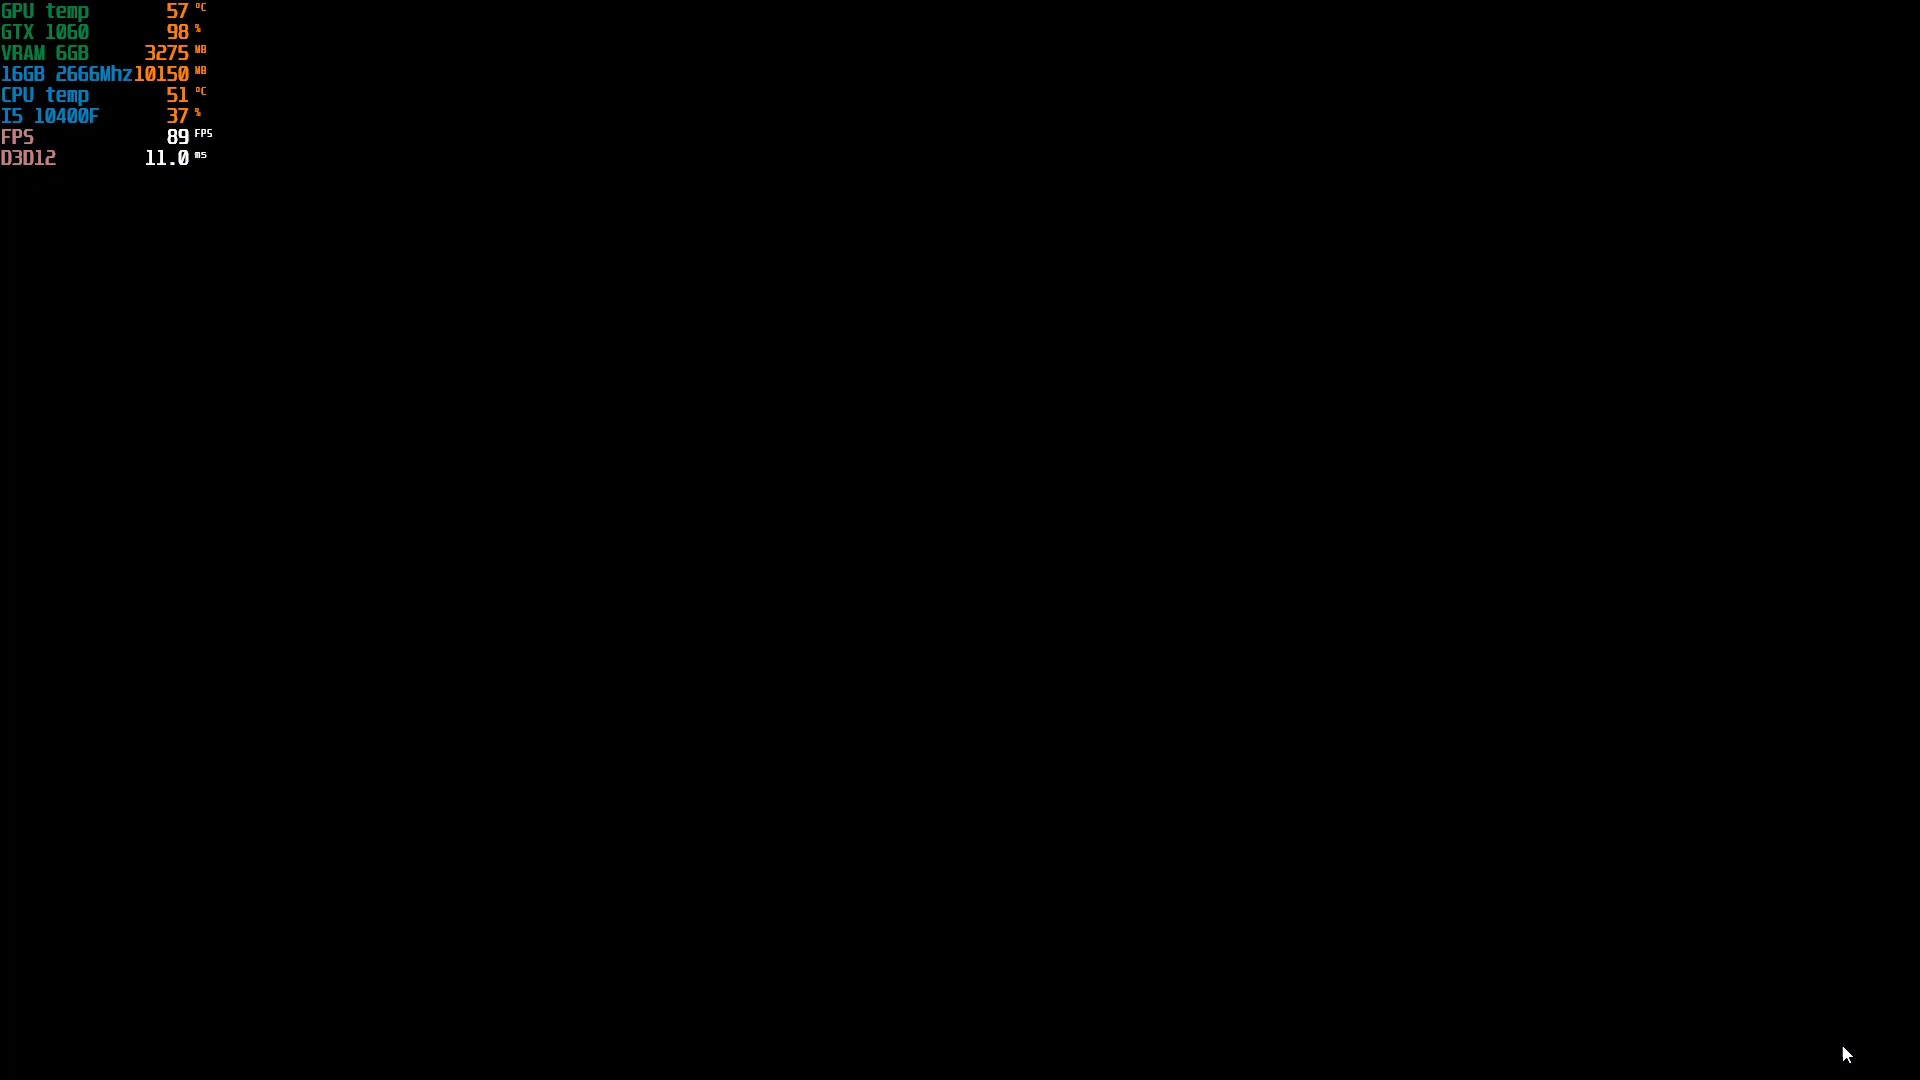 GPU temp 57 °C
GTX 1060 98 %
VRAM 6GB 3275 MB
16GB 2666Mhz 10150 MB
CPU temp 51 °C
I5 10400F 37 %
FPS 89 FPS
D3D12 11.0 ms